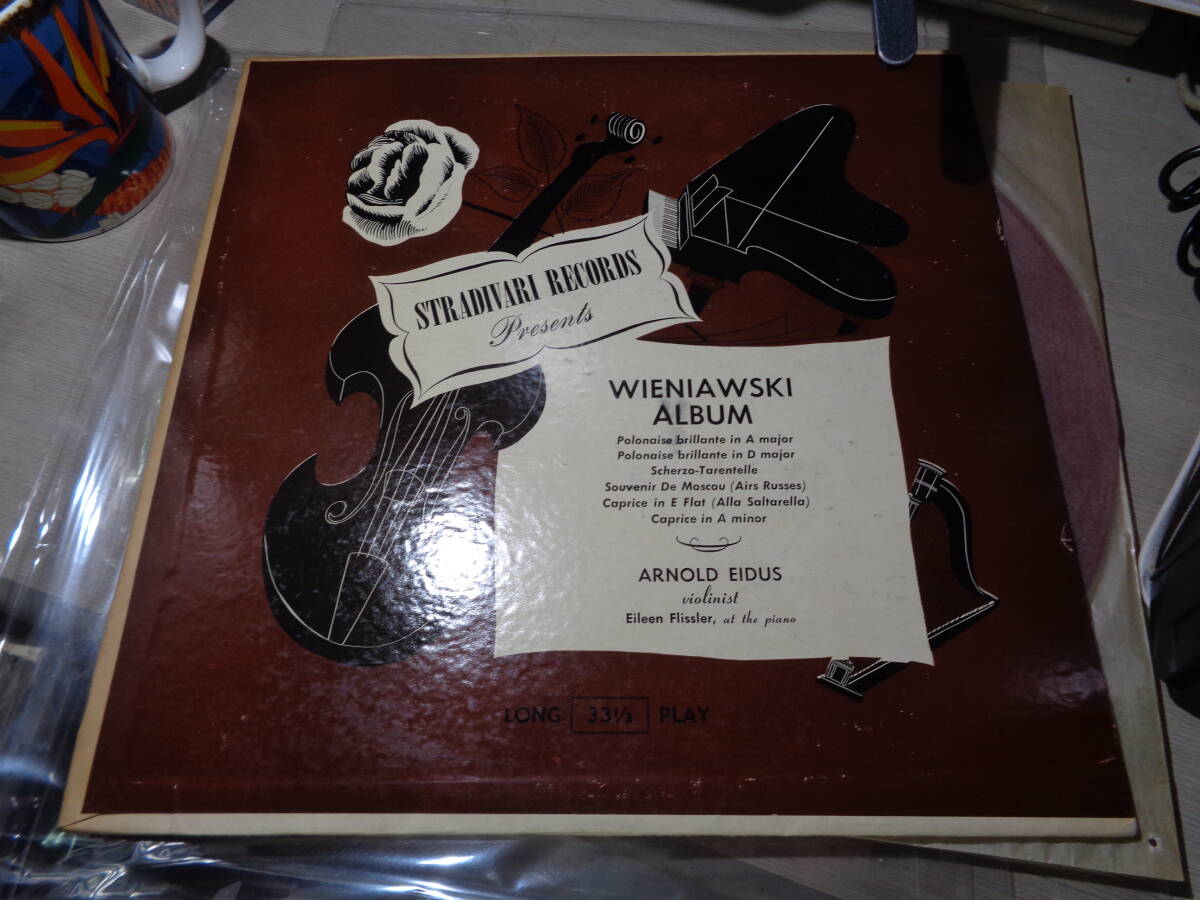 STRADIVARI RECORDS
Presents
WIENIAWSKI
ALBUM
Polonaise brillante in A major
Polonaise brillante in D major
Scherzo-Tarentelle
Souvenir De Moscou (Airs Russes)
Caprice in E Flat (Alla Saltarella)
Caprice in A minor
ARNOLD EIDUS
violinist
Eileen Flissler, at the piano
LONG 33⅓ PLAY